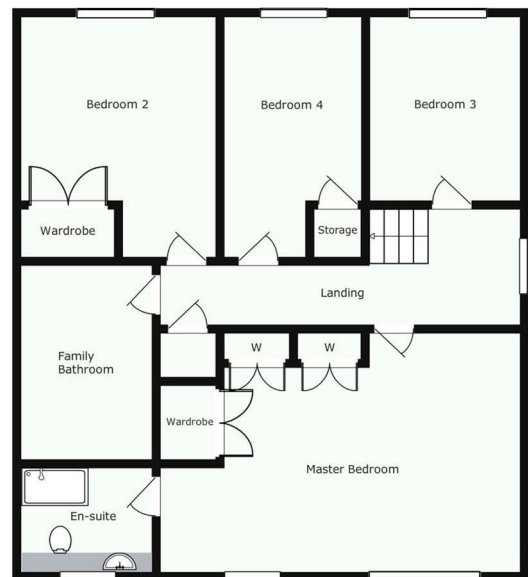 Bedroom 2
Bedroom 4
Bedroom 3
Wardrobe
Storage
Landing
W
W
Family
Bathroom
Wardrobe
Master Bedroom
En-suite